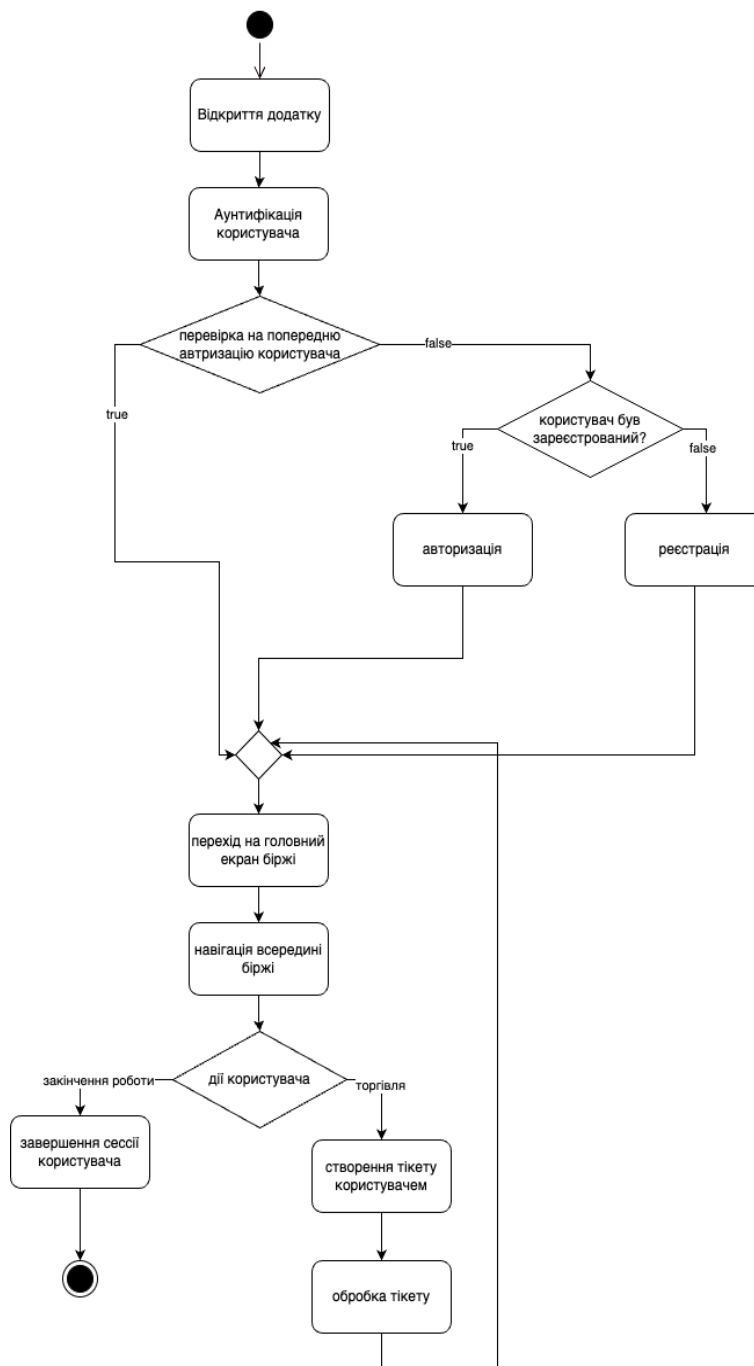 Відкриття додатку
Аунтифікація
користувача
перевірка на попередню
автризацію користувача
false
true
користувач був
зареєстрований?
true
false
авторизація
реєстрація
перехід на головний
екран біржі
навігація всередині
біржі
дії користувача
закінчення роботи
торгівля
завершення сессії
користувача
створення тікету
користувачем
обробка тікету